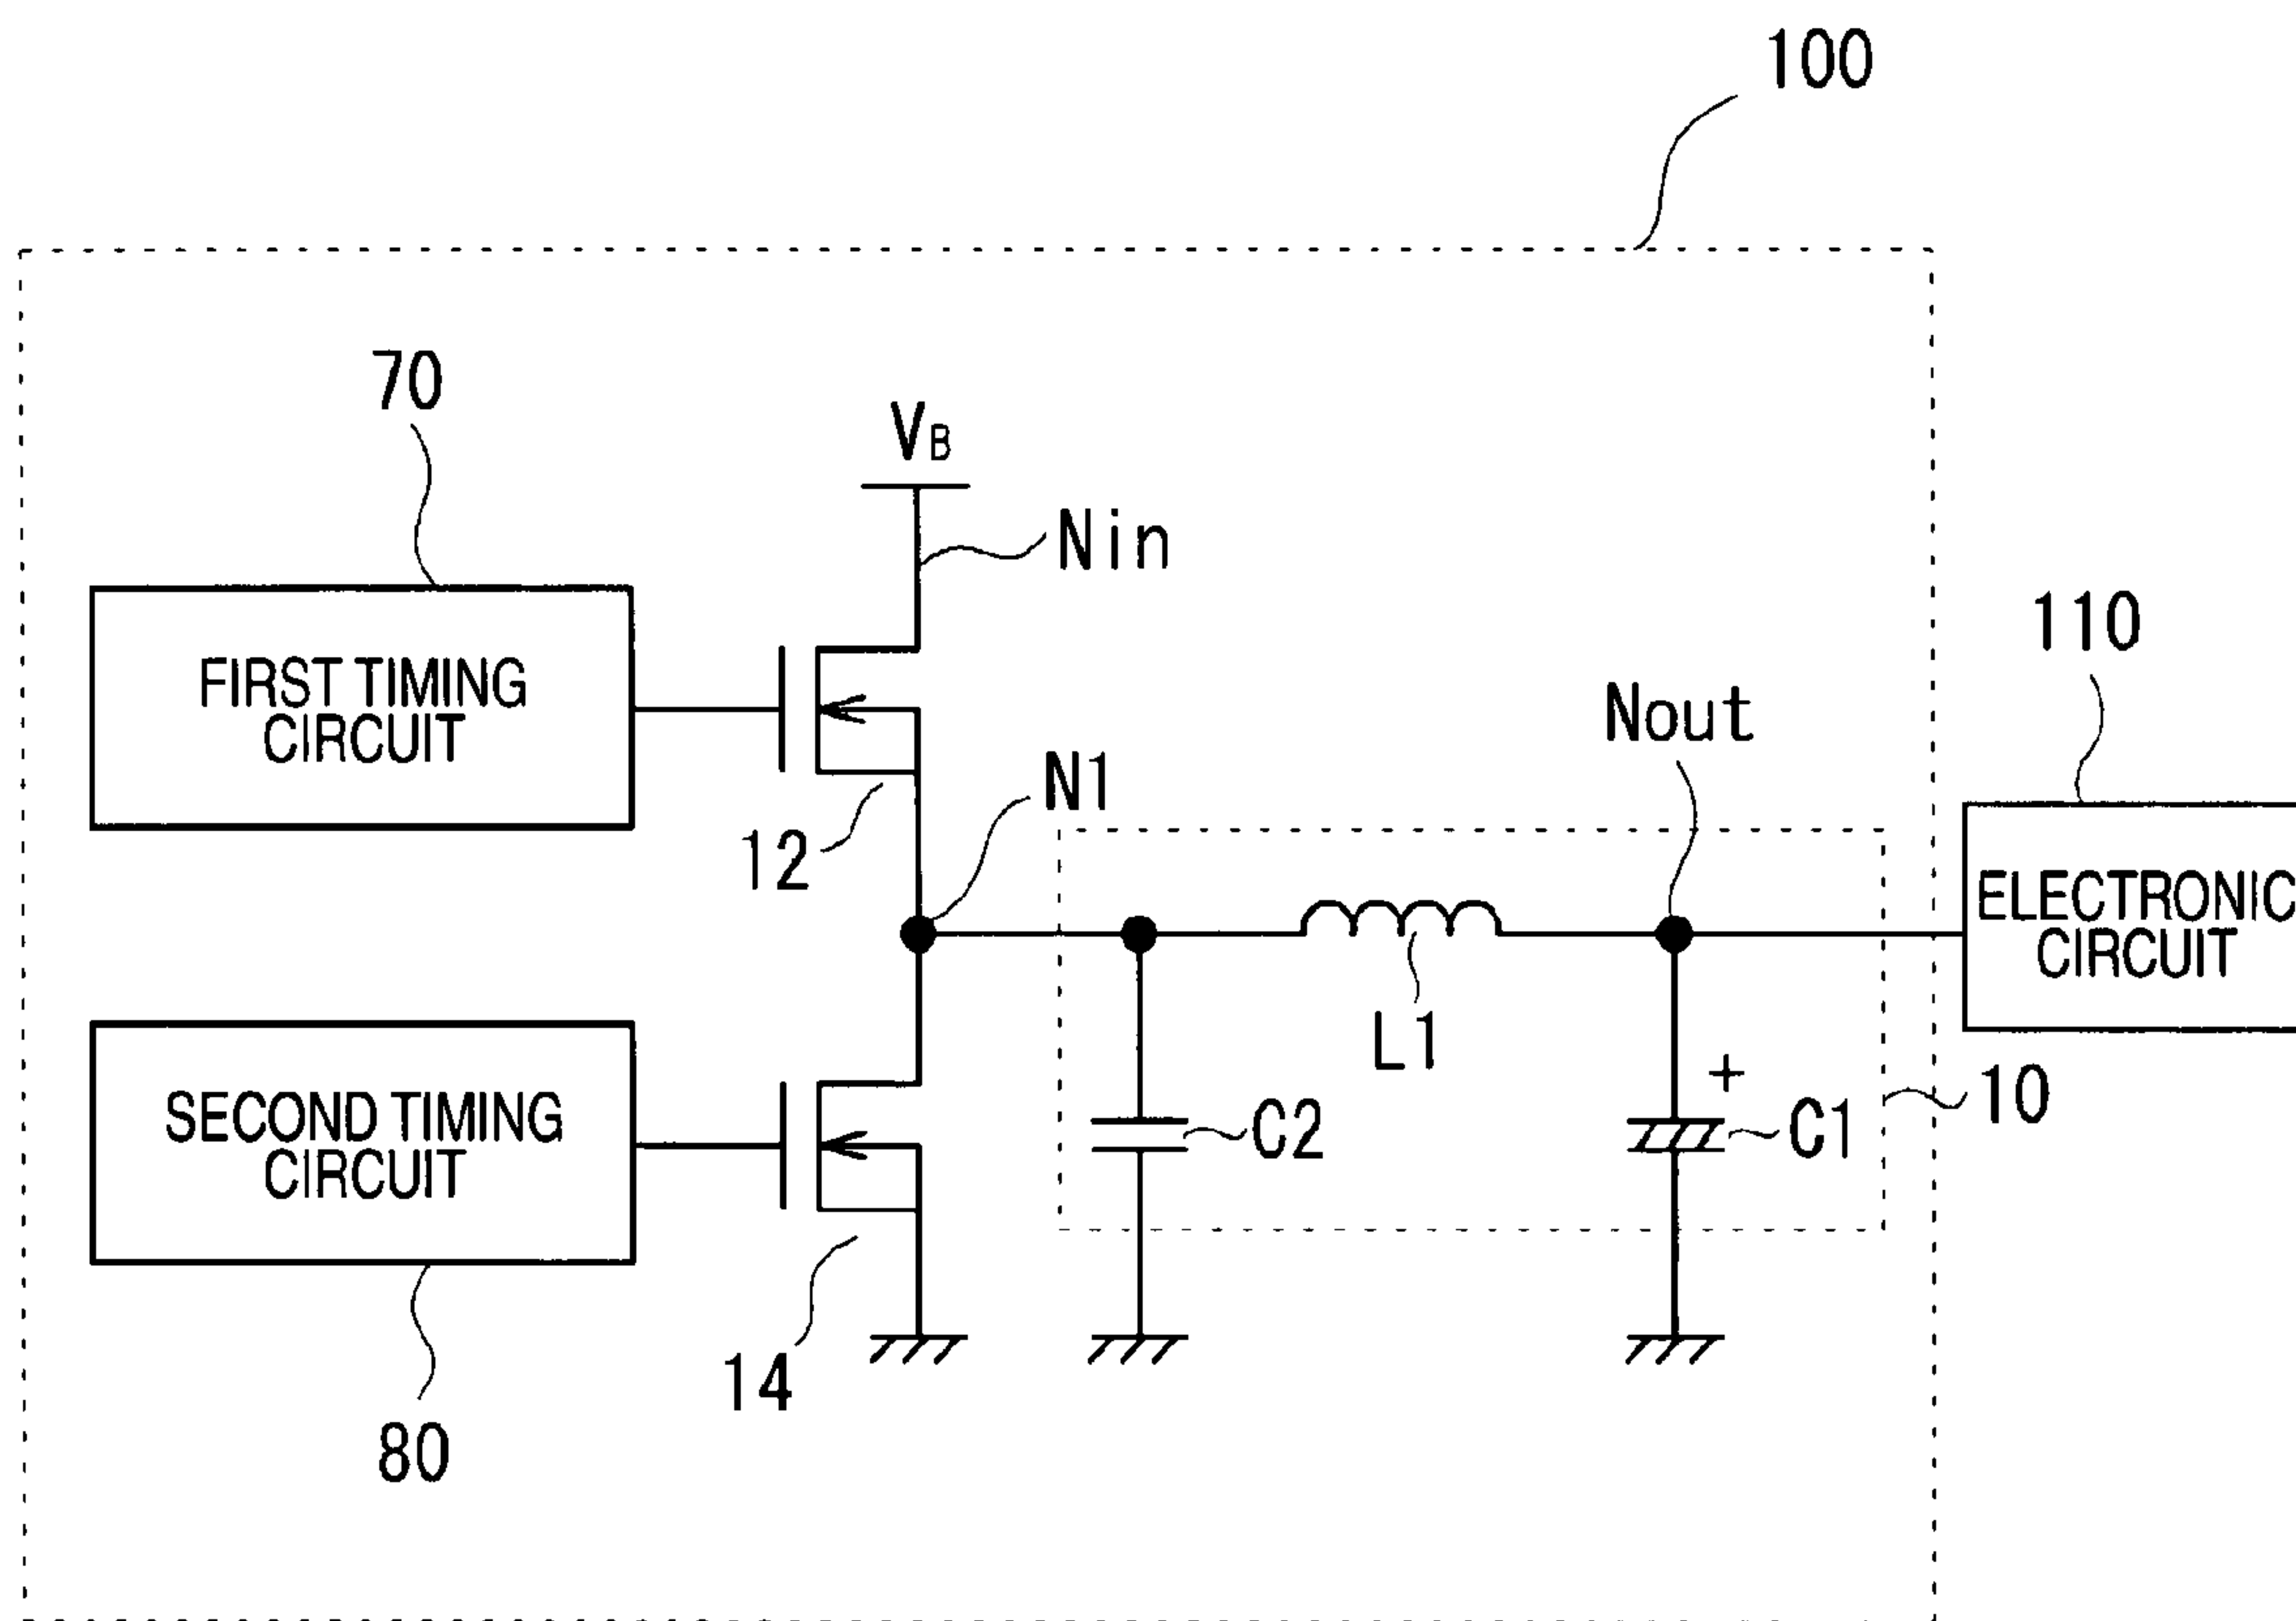 100
70
VB
Nin
110
FIRST TIMING
CIRCUIT
Nout
N1
12
ELECTRONIC
CIRCUIT
L1
+
10
SECOND TIMING
CIRCUIT
C2
C1
14
80